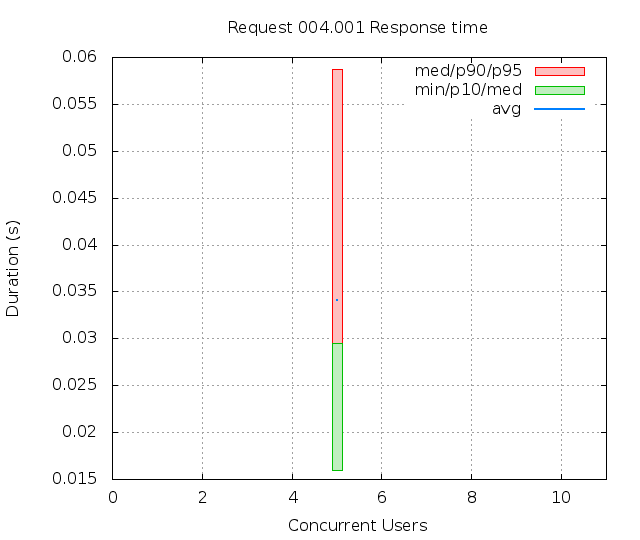 Request 004.001 Response time
med/p90/p95
min/p10/med
avg
0.06
0.055
0.05
0.045
0.04
0.035
0.03
0.025
0.02
0.015
Duration (s)
0 2 4 6 8 10
Concurrent Users